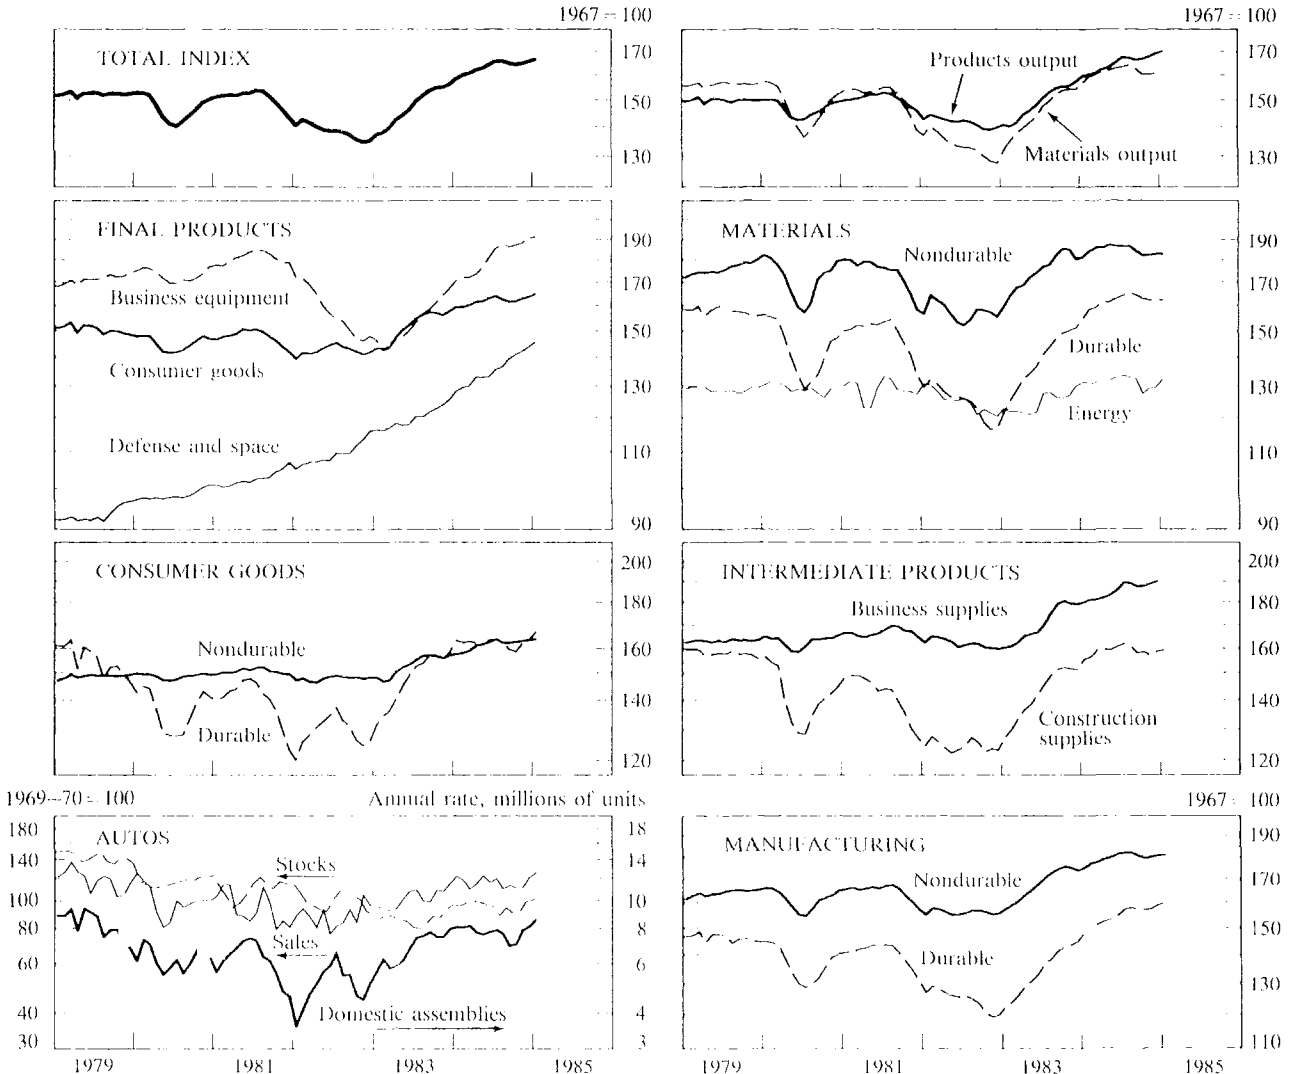 1967 = 100
TOTAL INDEX
170
150
130
1967 = 100
Products output
Materials output
170
150
130
FINAL PRODUCTS
Business equipment
Consumer goods
Defense and space
190
170
150
130
110
90
MATERIALS
Nondurable
Durable
Energy
190
170
150
130
110
90
CONSUMER GOODS
Nondurable
Durable
200
180
160
140
120
INTERMEDIATE PRODUCTS
Business supplies
Construction
supplies
200
180
160
140
120
1969–70 = 100
Annual rate, millions of units
AUTOS
Stocks
Sales
Domestic assemblies
180
140
100
80
60
40
30
18
14
10
8
6
4
3
1979 1981 1983 1985
1967 = 100
MANUFACTURING
Nondurable
Durable
190
170
150
130
110
1979 1981 1983 1985